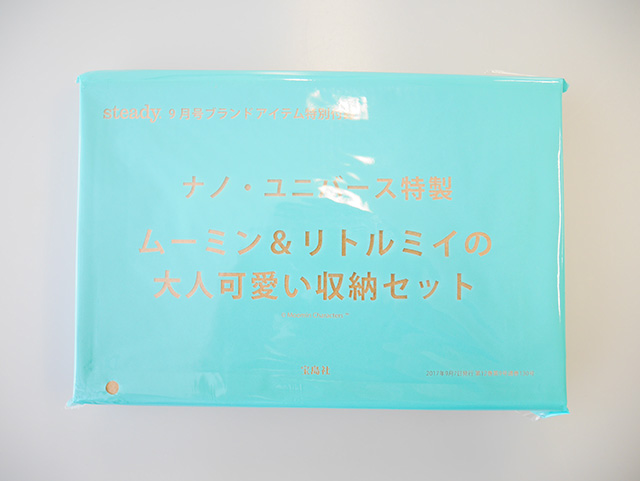 steady. 9月号ブランドアイテム特別
ナノ・ユニバース特製
ムーミン＆リトルミイの
大人可愛い収納セット
宝島社